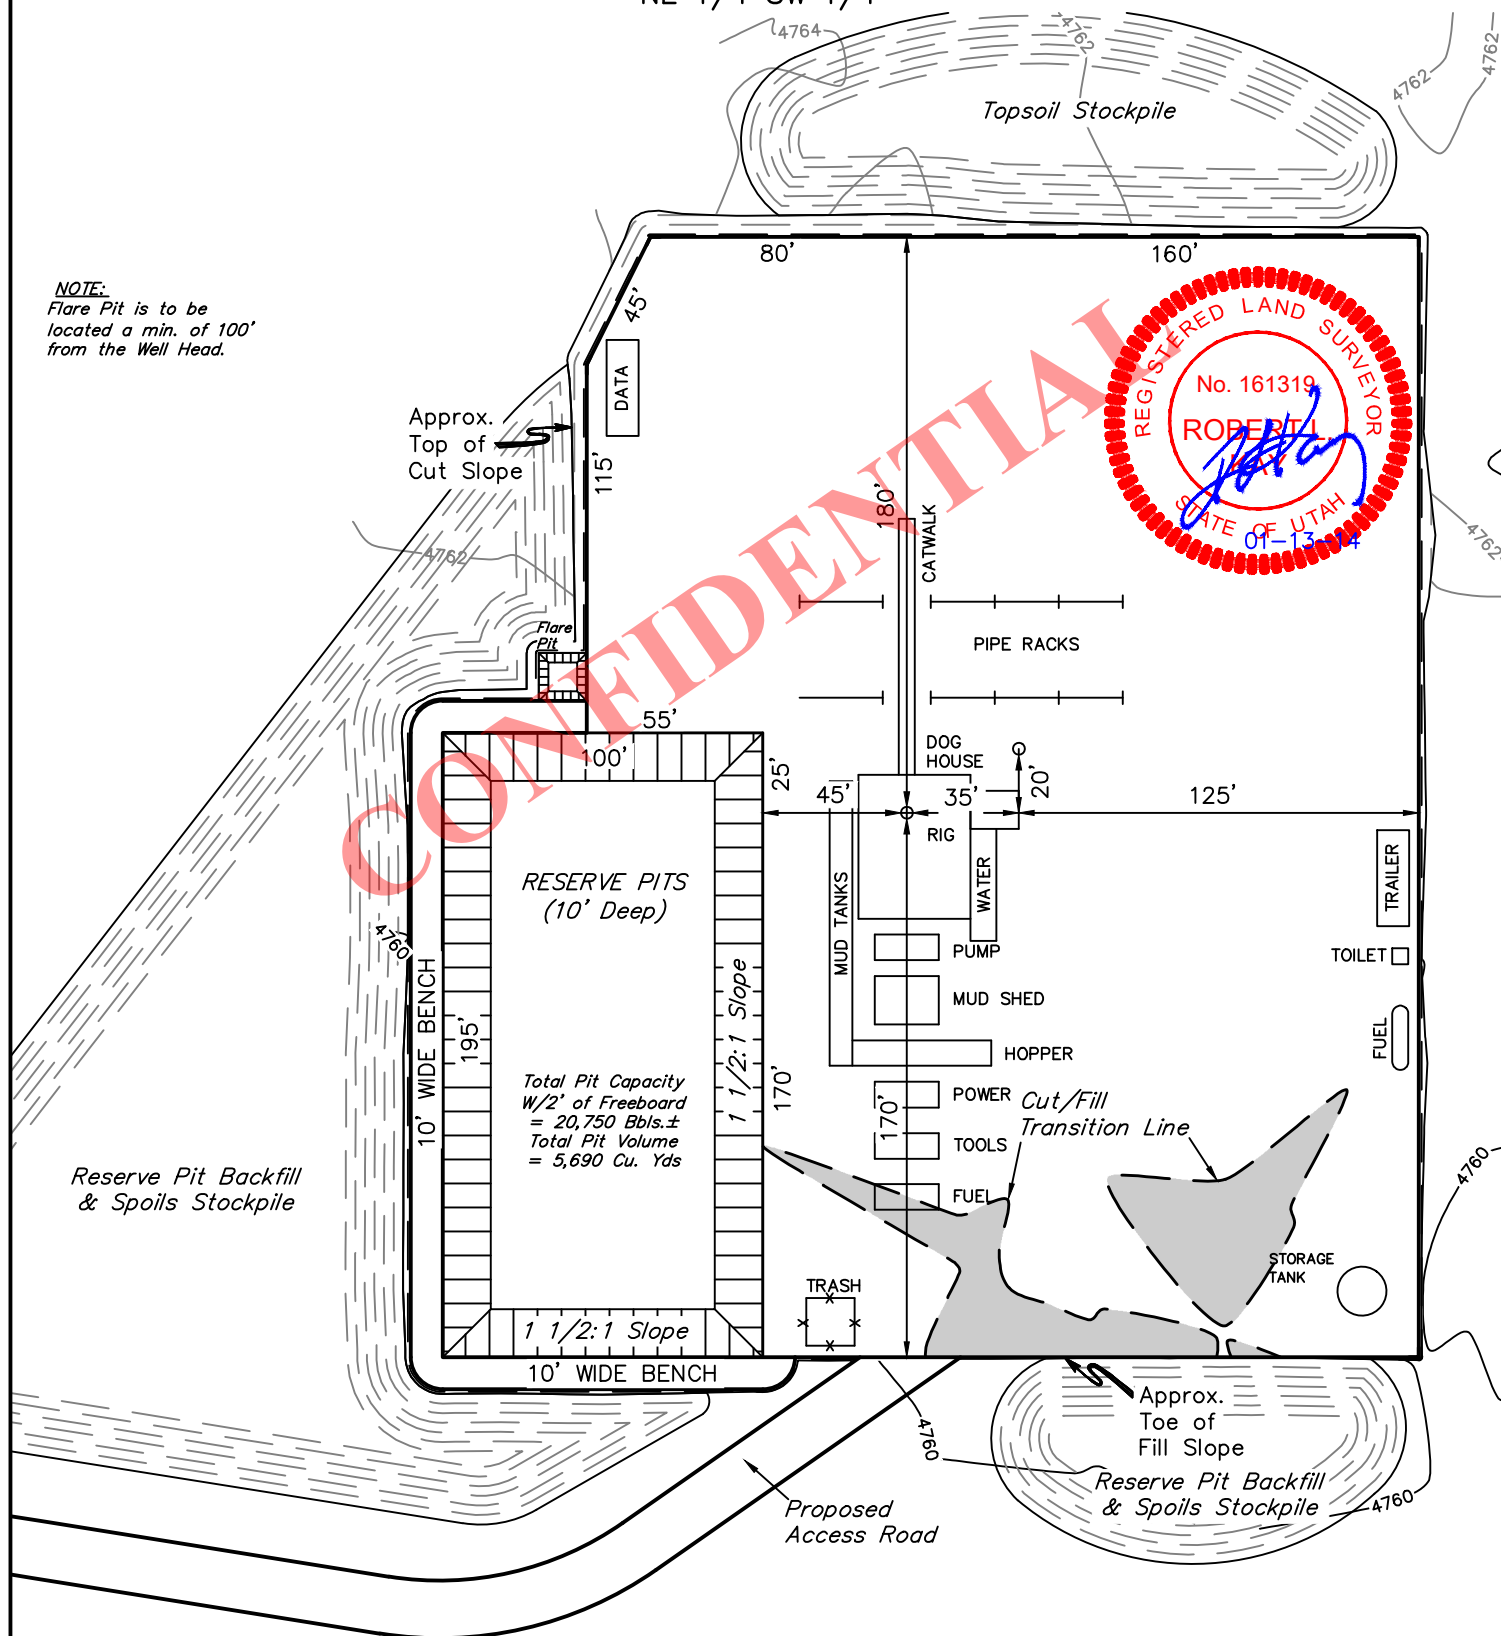 4764
4762
4762
4762
Topsoil Stockpile
80'
160'
NOTE:
Flare Pit is to be
located a min. of 100'
from the Well Head.
45'
DATA
REGISTERED LAND SURVEYOR
No. 161319
ROBERT L.
KAY
STATE OF UTAH
01-13-14
Approx.
Top of
Cut Slope
115'
180'
CATWALK
4762
4762
CONFIDENTIAL
Flare
Pit
PIPE RACKS
55'
100'
25'
DOG
HOUSE
45'
35'
20'
125'
RIG
RESERVE PITS
(10' Deep)
MUD TANKS
WATER
TRAILER
4760
PUMP
TOILET
10' WIDE BENCH
195'
1 1/2:1 Slope
MUD SHED
FUEL
HOPPER
Total Pit Capacity
W/2' of Freeboard
= 20,750 Bbls.±
Total Pit Volume
= 5,690 Cu. Yds
170'
170'
POWER
Cut/Fill
Transition Line
TOOLS
FUEL
Reserve Pit Backfill
& Spoils Stockpile
4760
STORAGE
TANK
TRASH
1 1/2:1 Slope
10' WIDE BENCH
Approx.
Toe of
Fill Slope
4760
Reserve Pit Backfill
& Spoils Stockpile
4760
Proposed
Access Road